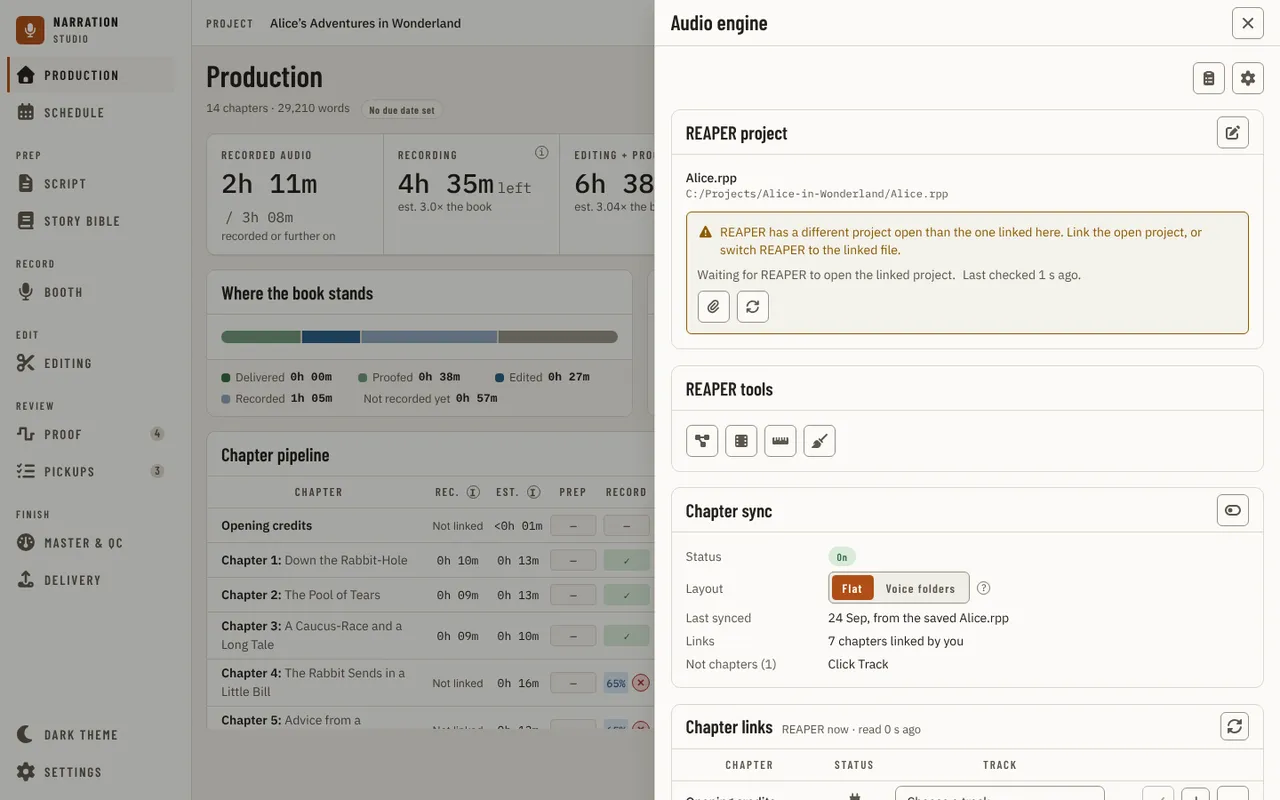 NARRATION
STUDIO
PRODUCTION
SCHEDULE
PREP
SCRIPT
STORY BIBLE
RECORD
BOOTH
EDIT
EDITING
REVIEW
PROOF 4
PICKUPS 3
FINISH
MASTER & QC
DELIVERY
DARK THEME
SETTINGS
PROJECT Alice's Adventures in Wonderland
Production
14 chapters · 29,210 words No due date set
RECORDED AUDIO
2h 11m
/ 3h 08m
recorded or further on
RECORDING
4h 35m left
est. 3.0× the book
EDITING + PRO
6h 38
est. 3.04× the b
Where the book stands
Delivered 0h 00m Proofed 0h 38m Edited 0h 27m
Recorded 1h 05m Not recorded yet 0h 57m
Chapter pipeline
CHAPTER REC. EST. PREP RECORD
Opening credits Not linked <0h 01m – –
Chapter 1: Down the Rabbit-Hole 0h 10m 0h 13m – ✓
Chapter 2: The Pool of Tears 0h 09m 0h 13m – ✓
Chapter 3: A Caucus-Race and a
Long Tale 0h 09m 0h 10m – ✓
Chapter 4: The Rabbit Sends in a
Little Bill Not linked 0h 16m – 65%
Chapter 5: Advice from a
Audio engine
REAPER project
Alice.rpp
C:/Projects/Alice-in-Wonderland/Alice.rpp
REAPER has a different project open than the one linked here. Link the open project, or
switch REAPER to the linked file.
Waiting for REAPER to open the linked project. Last checked 1 s ago.
REAPER tools
Chapter sync
Status On
Layout Flat Voice folders ?
Last synced 24 Sep, from the saved Alice.rpp
Links 7 chapters linked by you
Not chapters (1) Click Track
Chapter links REAPER now · read 0 s ago
CHAPTER STATUS TRACK